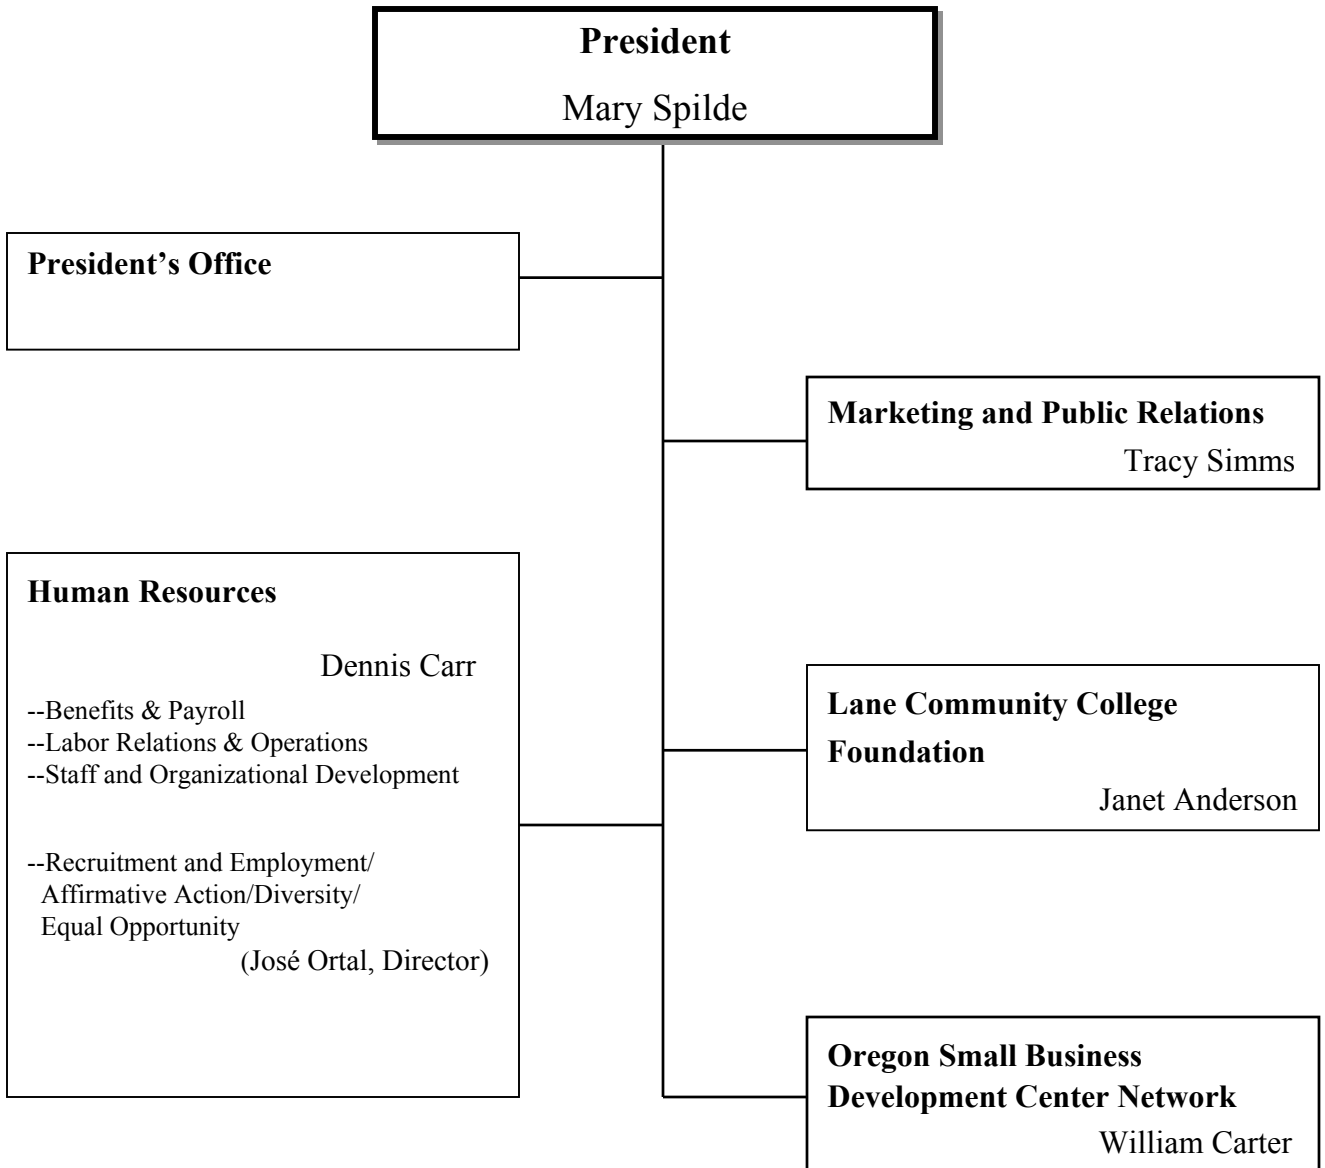 President
Mary Spilde
President’s Office
Marketing and Public Relations
Tracy Simms
Human Resources
Dennis Carr
--Benefits & Payroll
--Labor Relations & Operations
--Staff and Organizational Development
--Recruitment and Employment/
Affirmative Action/Diversity/
Equal Opportunity
(José Ortal, Director)
Lane Community College
Foundation
Janet Anderson
Oregon Small Business
Development Center Network
William Carter